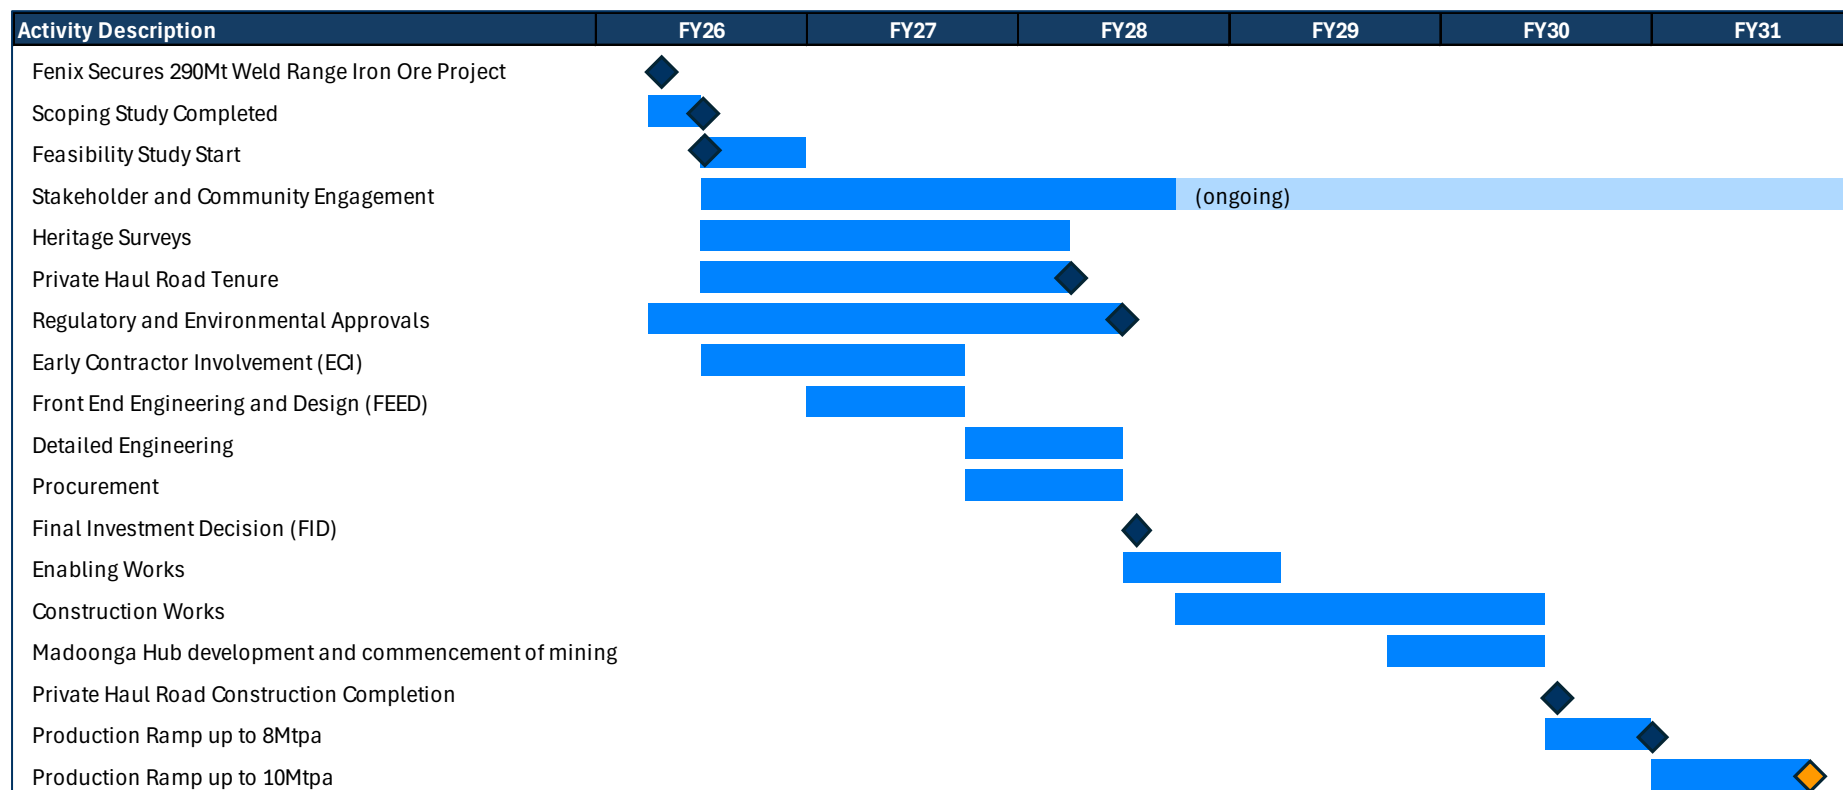 Activity Description FY26 FY27 FY28 FY29 FY30 FY31
Fenix Secures 290Mt Weld Range Iron Ore Project
Scoping Study Completed
Feasibility Study Start
Stakeholder and Community Engagement (ongoing)
Heritage Surveys
Private Haul Road Tenure
Regulatory and Environmental Approvals
Early Contractor Involvement (ECI)
Front End Engineering and Design (FEED)
Detailed Engineering
Procurement
Final Investment Decision (FID)
Enabling Works
Construction Works
Madoonga Hub development and commencement of mining
Private Haul Road Construction Completion
Production Ramp up to 8Mtpa
Production Ramp up to 10Mtpa